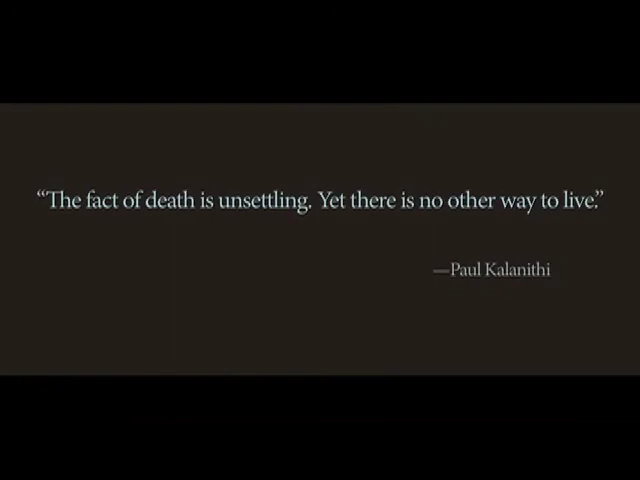 “The fact of death is unsettling. Yet there is no other way to live.”
—Paul Kalanithi